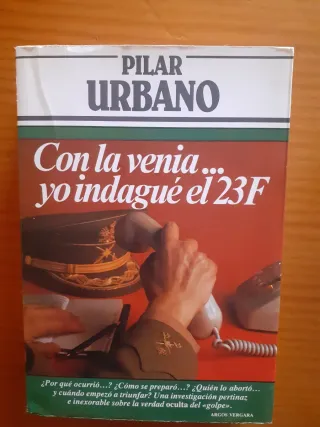 PILAR
URBANO
Con la venia...
yo indagué el 23F
¿Por qué ocurrió...? ¿Cómo se preparó...? ¿Quién lo abortó...
y cuándo empezó a triunfar? Una investigación pertinaz
e inexorable sobre la verdad oculta del «golpe».
ARGOS VERGARA